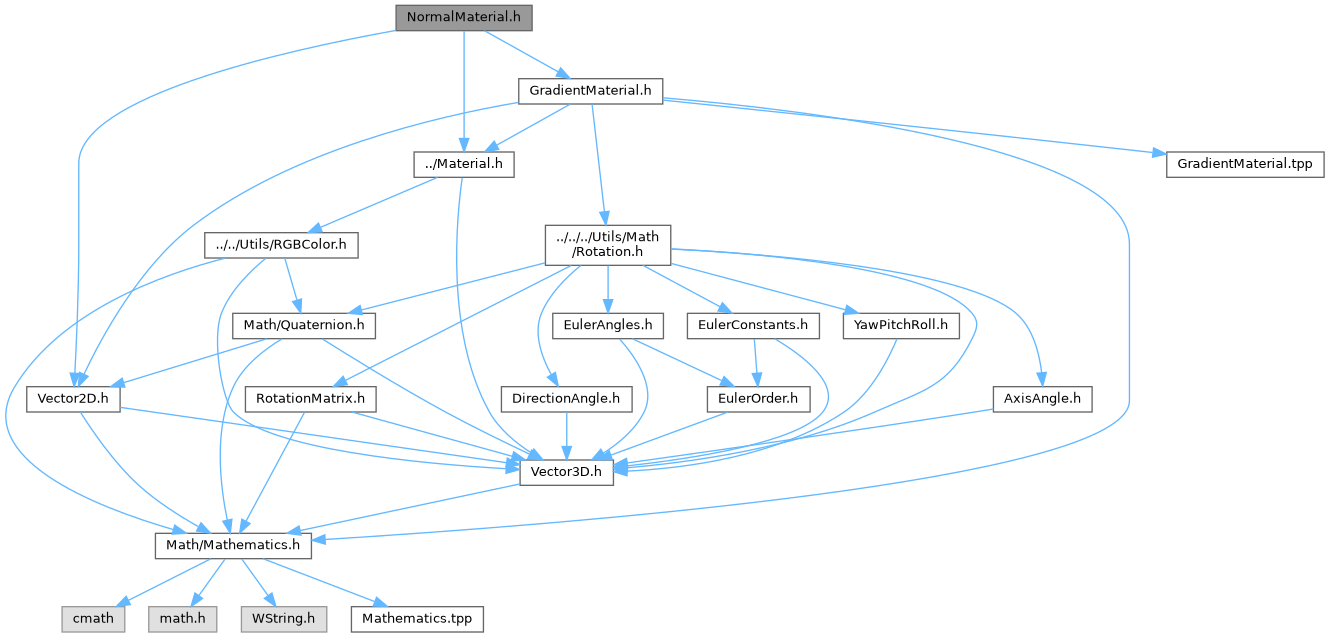 NormalMaterial.h
GradientMaterial.h
../Material.h
GradientMaterial.tpp
../../Utils/RGBColor.h
../../../Utils/Math
/Rotation.h
Math/Quaternion.h
EulerAngles.h
EulerConstants.h
YawPitchRoll.h
Vector2D.h
RotationMatrix.h
DirectionAngle.h
EulerOrder.h
AxisAngle.h
Vector3D.h
Math/Mathematics.h
cmath
math.h
WString.h
Mathematics.tpp